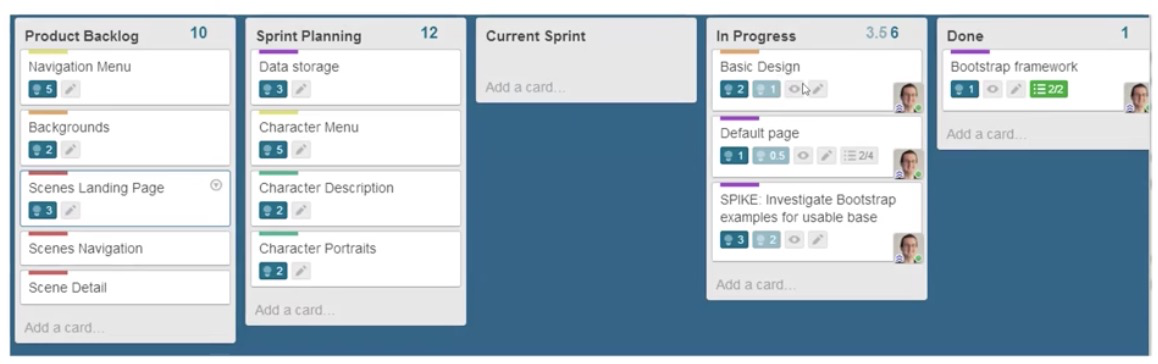 Product Backlog 10
Navigation Menu
5
Backgrounds
2
Scenes Landing Page
3
Scenes Navigation
Scene Detail
Add a card...
Sprint Planning 12
Data storage
3
Character Menu
5
Character Description
2
Character Portraits
2
Add a card...
Current Sprint
Add a card...
In Progress 3.5 6
Basic Design
2 1
Default page
1 0.5 2/4
SPIKE: Investigate Bootstrap
examples for usable base
3 2
Add a card...
Done 1
Bootstrap framework
1 2/2
Add a card...